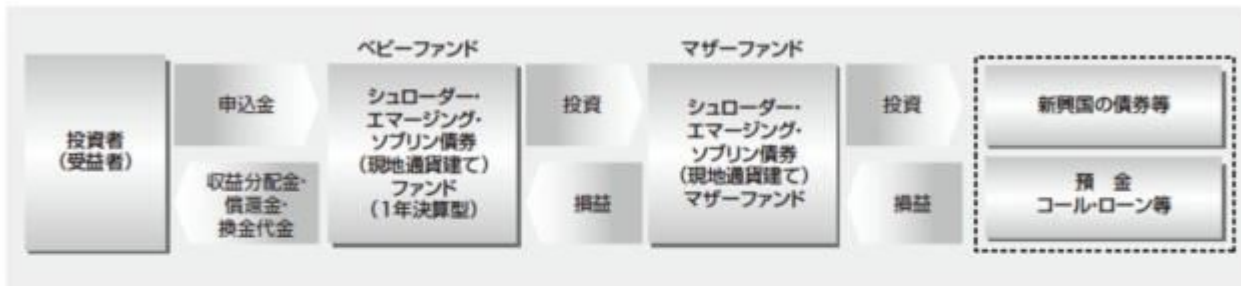 ベビーファンド
マザーファンド
投資者
(受益者)
申込金
収益分配金・
償還金・
換金代金
シュローダー・
エマージング・
ソブリン債券
(現地通貨建て)
ファンド
(1年決算型)
投資
損益
シュローダー・
エマージング・
ソブリン債券
(現地通貨建て)
マザーファンド
投資
損益
新興国の債券等
預 金
コール・ローン等